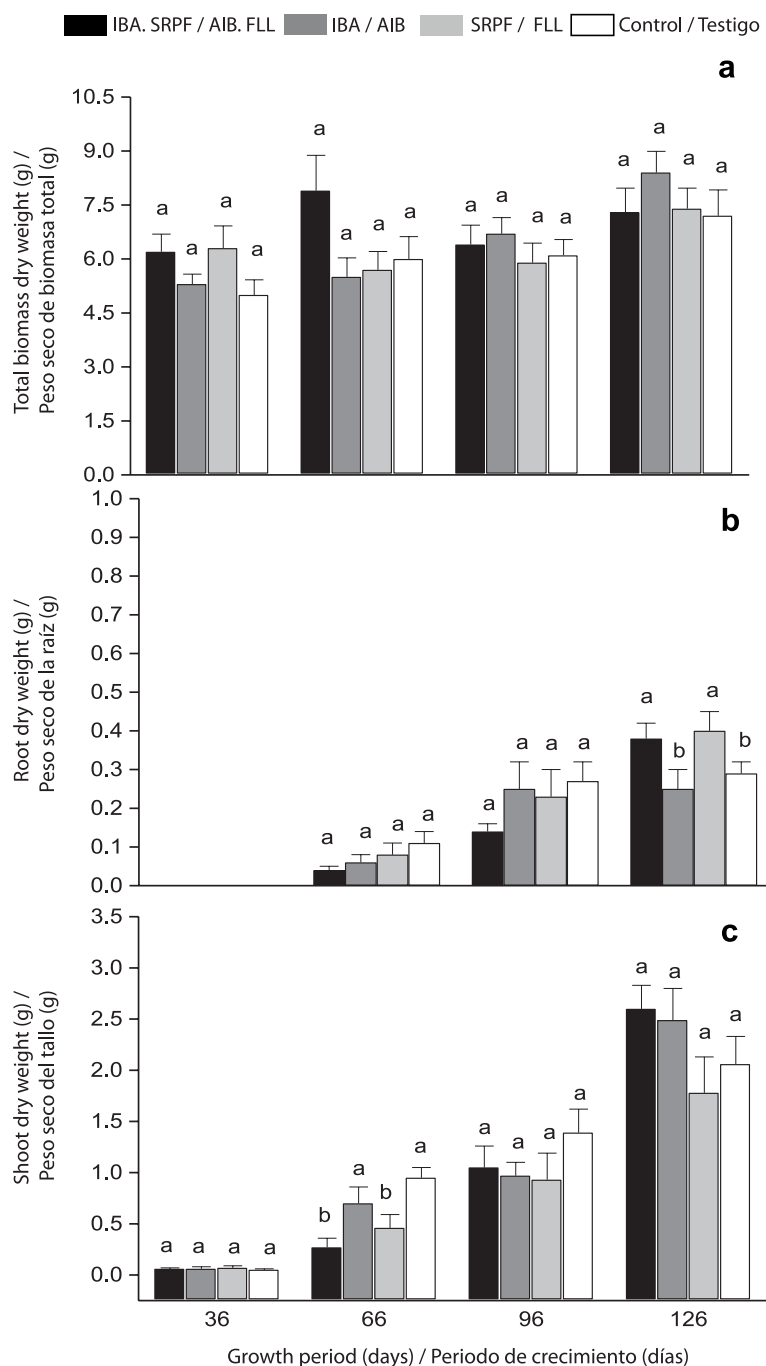 IBA. SRPF / AIB. FLL IBA / AIB SRPF / FLL Control / Testigo
a
Total biomass dry weight (g) /
Peso seco de biomasa total (g)
10.5
9.0
7.5
6.0
4.5
3.0
1.5
0.0
a a a a
a a a a
a a a a
a a a a
b
Root dry weight (g) /
Peso seco de la raíz (g)
1.0
0.9
0.8
0.7
0.6
0.5
0.4
0.3
0.2
0.1
0.0
a a a a
a a a a
a b a b
c
Shoot dry weight (g) /
Peso seco del tallo (g)
3.5
3.0
2.5
2.0
1.5
1.0
0.5
0.0
a a a a
b a b a
a a a a
a a a a
36 66 96 126
Growth period (days) / Periodo de crecimiento (días)